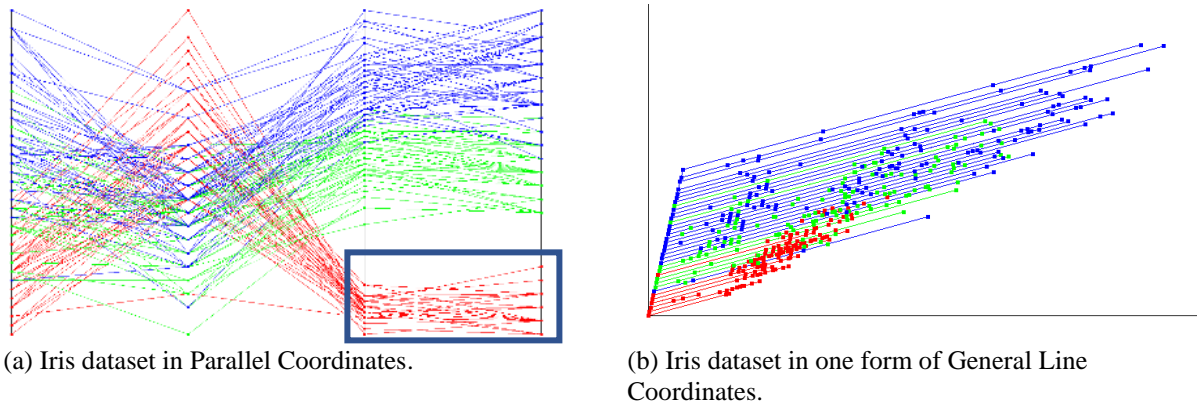 (a) Iris dataset in Parallel Coordinates.
(b) Iris dataset in one form of General Line
Coordinates.